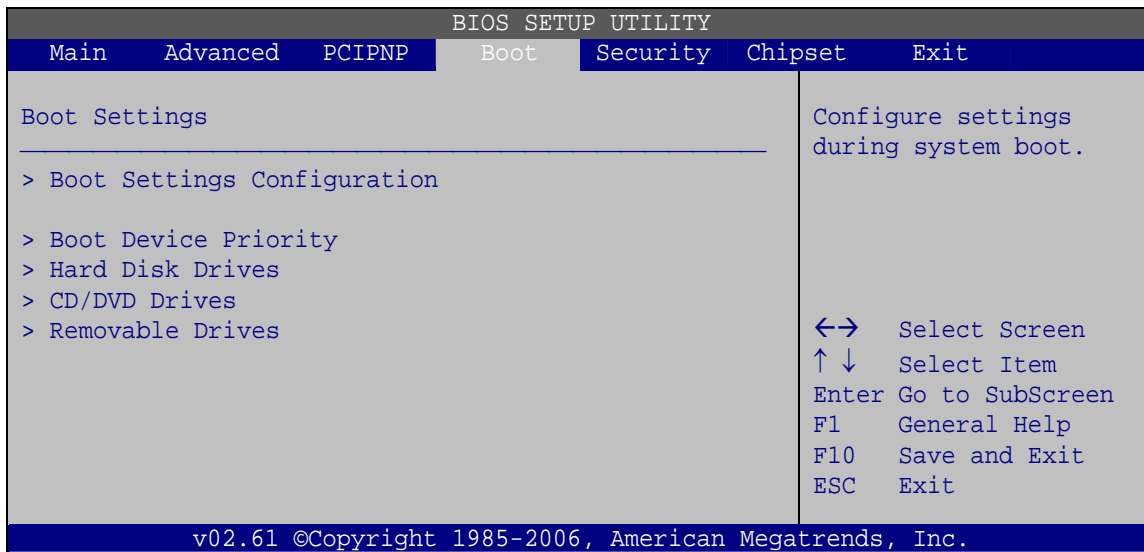 BIOS SETUP UTILITY
Main Advanced PCIPNP Boot Security Chipset Exit
Boot Settings
> Boot Settings Configuration
> Boot Device Priority
> Hard Disk Drives
> CD/DVD Drives
> Removable Drives
Configure settings
during system boot.
←→ Select Screen
↑ ↓ Select Item
Enter Go to SubScreen
F1 General Help
F10 Save and Exit
ESC Exit
v02.61 ©Copyright 1985-2006, American Megatrends, Inc.